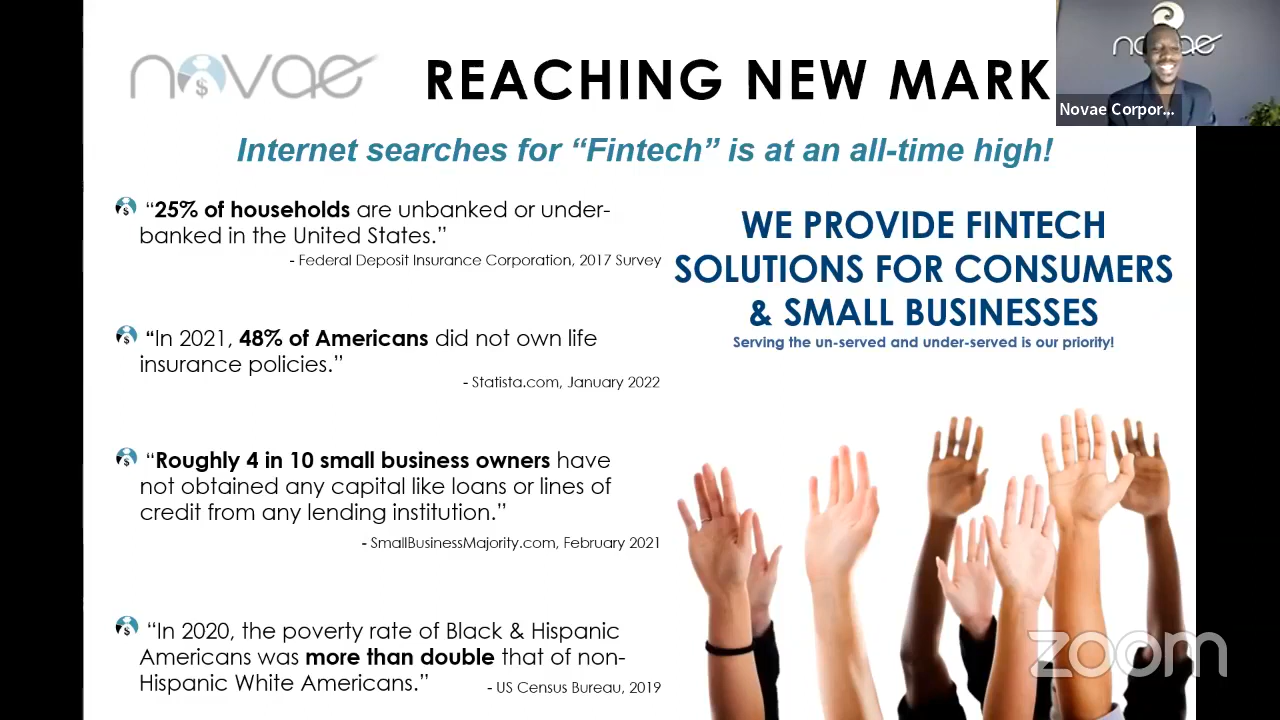 novae
REACHING NEW MARK
novae
Novae Corpor...
Internet searches for “Fintech” is at an all-time high!
“25% of households are unbanked or under-
banked in the United States.”
- Federal Deposit Insurance Corporation, 2017 Survey
“In 2021, 48% of Americans did not own life
insurance policies.”
- Statista.com, January 2022
“Roughly 4 in 10 small business owners have
not obtained any capital like loans or lines of
credit from any lending institution.”
- SmallBusinessMajority.com, February 2021
“In 2020, the poverty rate of Black & Hispanic
Americans was more than double that of non-
Hispanic White Americans.”
- US Census Bureau, 2019
WE PROVIDE FINTECH
SOLUTIONS FOR CONSUMERS
& SMALL BUSINESSES
Serving the un-served and under-served is our priority!
zoom